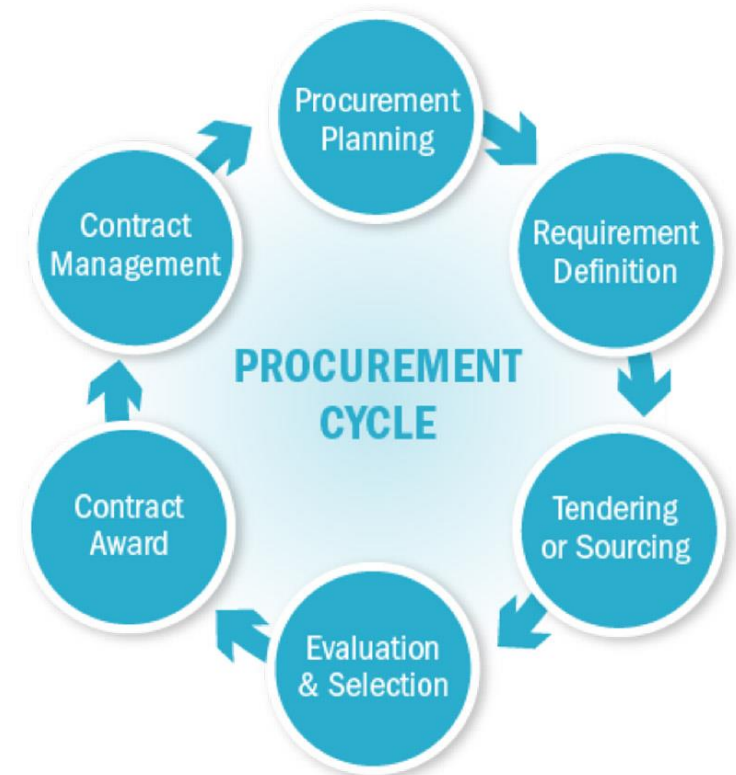 Procurement
Planning
Requirement
Definition
Tendering
or Sourcing
Evaluation
& Selection
Contract
Award
Contract
Management
PROCUREMENT
CYCLE